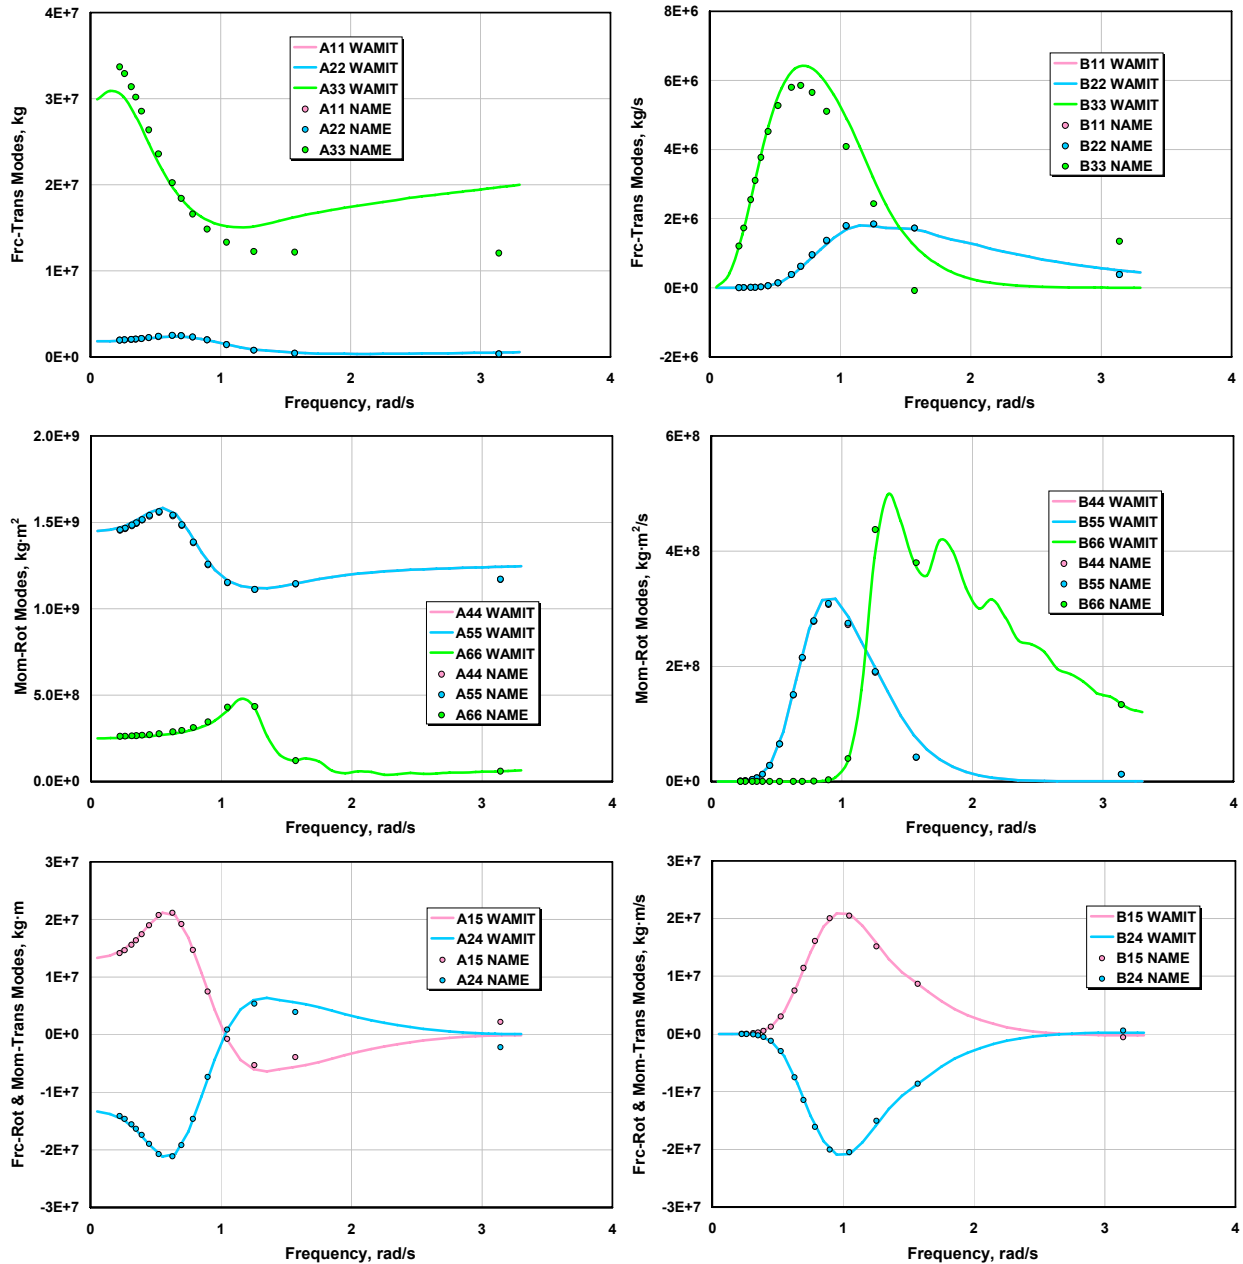 4E+7
3E+7
2E+7
1E+7
0E+0
Frc-Trans Modes, kg
A11 WAMIT
A22 WAMIT
A33 WAMIT
A11 NAME
A22 NAME
A33 NAME
0 1 2 3 4
Frequency, rad/s
8E+6
6E+6
4E+6
2E+6
0E+0
-2E+6
Frc-Trans Modes, kg/s
B11 WAMIT
B22 WAMIT
B33 WAMIT
B11 NAME
B22 NAME
B33 NAME
0 1 2 3 4
Frequency, rad/s
2.0E+9
1.5E+9
1.0E+9
5.0E+8
0.0E+0
Mom-Rot Modes, kg·m²
A44 WAMIT
A55 WAMIT
A66 WAMIT
A44 NAME
A55 NAME
A66 NAME
0 1 2 3 4
Frequency, rad/s
6E+8
4E+8
2E+8
0E+0
Mom-Rot Modes, kg·m²/s
B44 WAMIT
B55 WAMIT
B66 WAMIT
B44 NAME
B55 NAME
B66 NAME
0 1 2 3 4
Frequency, rad/s
3E+7
2E+7
1E+7
0E+0
-1E+7
-2E+7
-3E+7
Frc-Rot & Mom-Trans Modes, kg·m
A15 WAMIT
A24 WAMIT
A15 NAME
A24 NAME
0 1 2 3 4
Frequency, rad/s
3E+7
2E+7
1E+7
0E+0
-1E+7
-2E+7
-3E+7
Frc-Rot & Mom-Trans Modes, kg·m/s
B15 WAMIT
B24 WAMIT
B15 NAME
B24 NAME
0 1 2 3 4
Frequency, rad/s